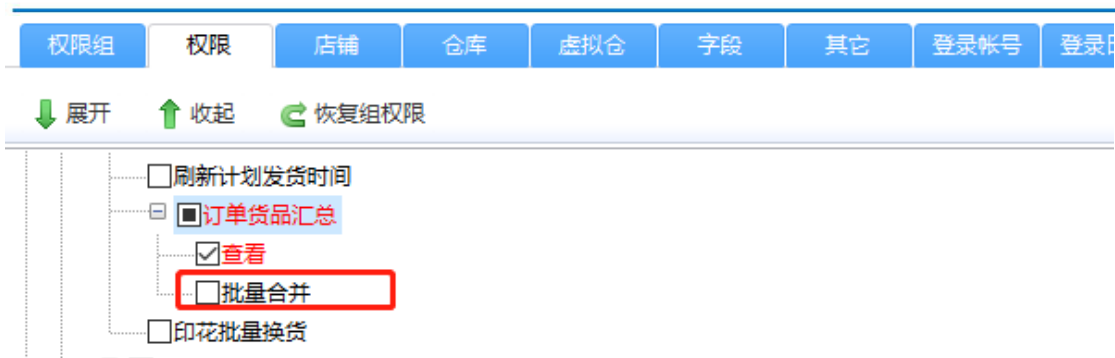 权限组 权限 店铺 仓库 虚拟仓 字段 其它 登录帐号 登录
展开 收起 恢复组权限
刷新计划发货时间
订单货品汇总
查看
批量合并
印花批量换货